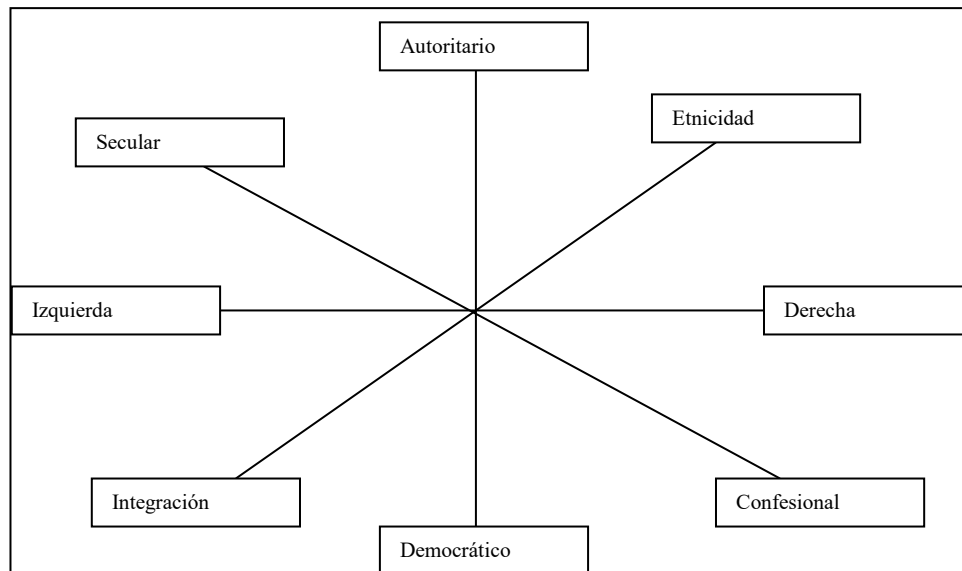 Autoritario
Etnicidad
Secular
Izquierda
Derecha
Integración
Confesional
Democrático